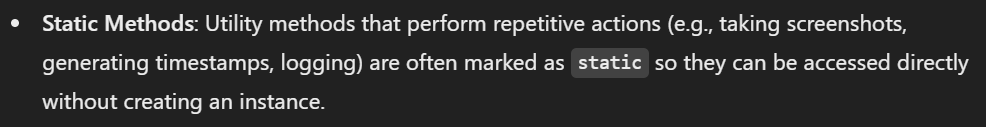 • Static Methods: Utility methods that perform repetitive actions (e.g., taking screenshots,
generating timestamps, logging) are often marked as static so they can be accessed directly
without creating an instance.